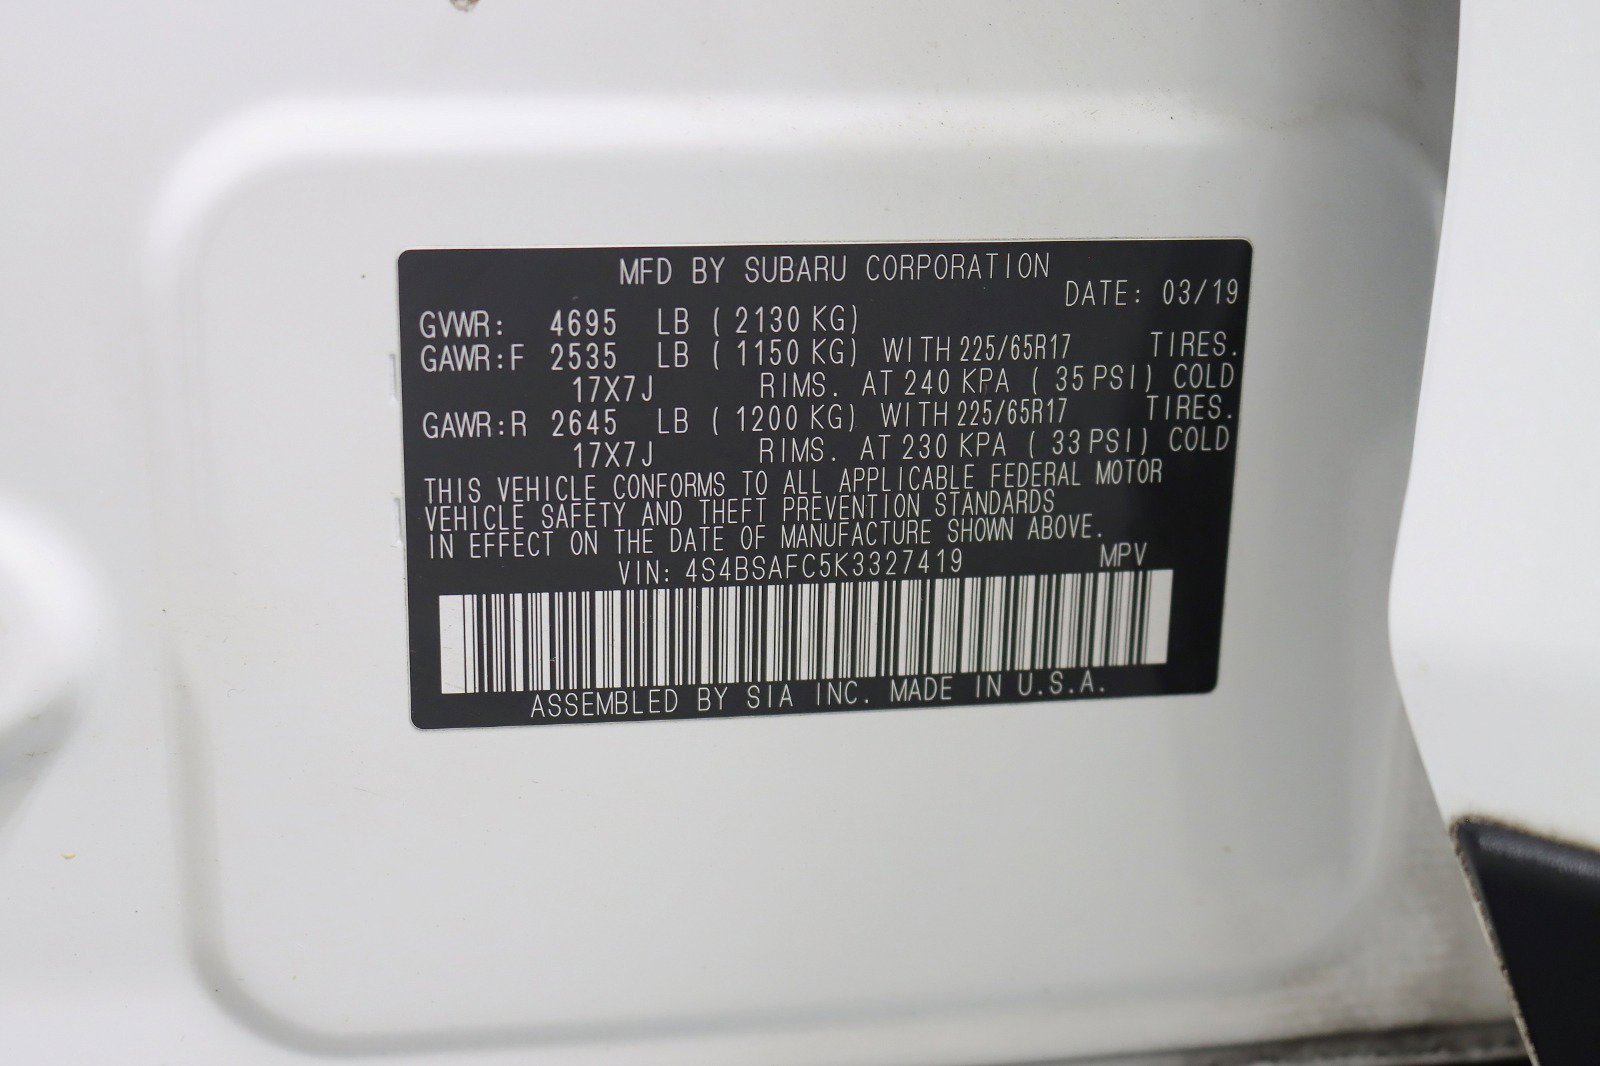 MFD BY SUBARU CORPORATION
DATE: 03/19
GVWR: 4695 LB ( 2130 KG)
GAWR:F 2535 LB ( 1150 KG) WITH 225/65R17 TIRES.
17X7J RIMS. AT 240 KPA ( 35 PSI) COLD
GAWR:R 2645 LB ( 1200 KG) WITH 225/65R17 TIRES.
17X7J RIMS. AT 230 KPA ( 33 PSI) COLD
THIS VEHICLE CONFORMS TO ALL APPLICABLE FEDERAL MOTOR
VEHICLE SAFETY AND THEFT PREVENTION STANDARDS
IN EFFECT ON THE DATE OF MANUFACTURE SHOWN ABOVE.
VIN: 4S4BSAFC5K3327419 MPV
ASSEMBLED BY SIA INC. MADE IN U.S.A.